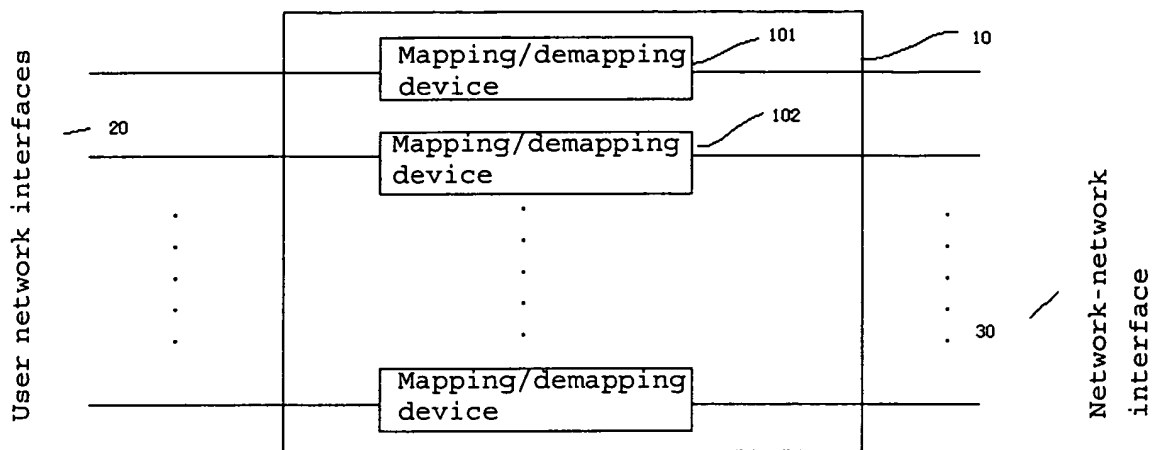 User network interfaces
20
Mapping/demapping
device
101
10
Mapping/demapping
device
102
Mapping/demapping
device
30
Network-network
interface